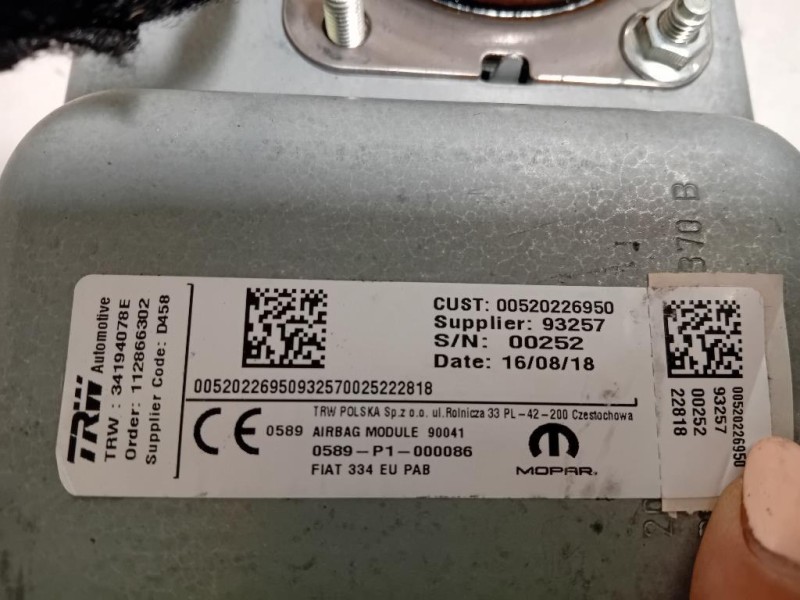 TRW Automotive
TRW : 34194078E
Order: 112866302
Supplier Code: D458
CUST: 00520226950
Supplier: 93257
S/N: 00252
Date: 16/08/18
00520226950932570025222818
TRW POLSKA Sp.z o.o. ul.Rolnicza 33 PL-42-200 Czestochowa
CE 0589 AIRBAG MODULE 90041
0589-P1-000086
FIAT 334 EU PAB
MOPAR.
00520226950
93257
00252
22818
370 B